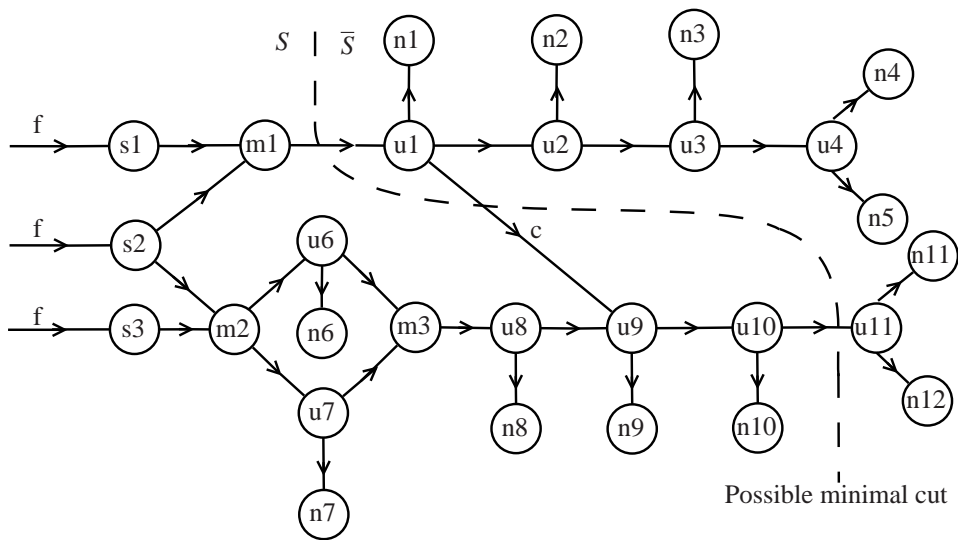 S S̅ n1 n2 n3
n4
f s1 m1 u1 u2 u3 u4
n5
f s2 u6 c
n11
f s3 m2 n6 m3 u8 u9 u10 u11
n12
u7 n8 n9 n10
Possible minimal cut
n7